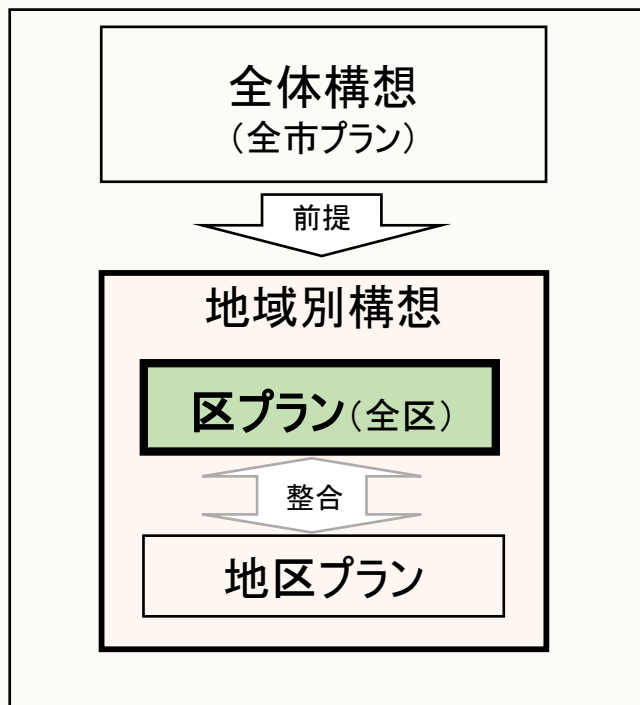 全体構想
（全市プラン）
前提
地域別構想
区プラン（全区）
整合
地区プラン